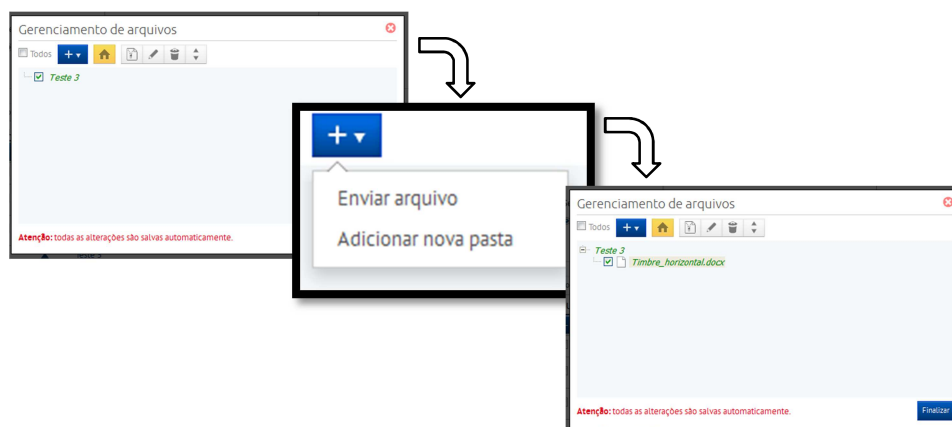 Gerenciamento de arquivos
Todos
Teste 3
Atenção: todas as alterações são salvas automaticamente.
Enviar arquivo
Adicionar nova pasta
Gerenciamento de arquivos
Todos
Teste 3
Timbre_horizontal.docx
Atenção: todas as alterações são salvas automaticamente.
Finalizar